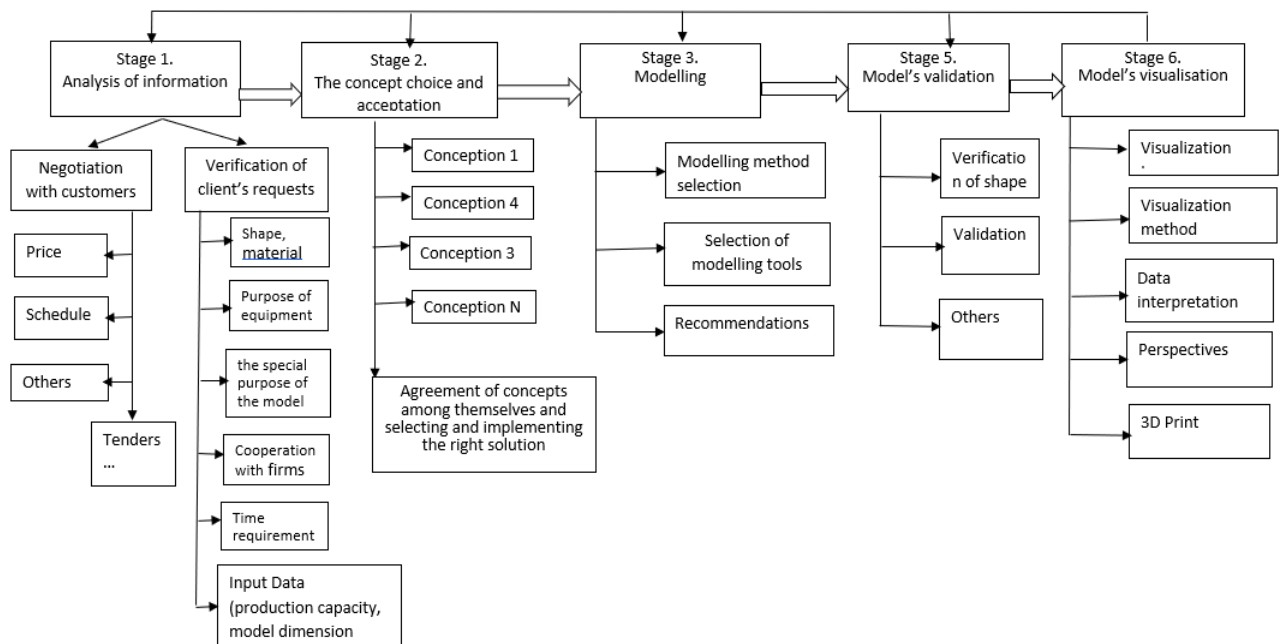 Stage 1.
Analysis of information
Stage 2.
The concept choice and
acceptation
Stage 3.
Modelling
Stage 5.
Model's validation
Stage 6.
Model's visualisation
Negotiation
with customers
Price
Schedule
Others
Tenders
...
Verification of
client's requests
Shape,
material
Purpose of
equipment
the special
purpose of
the model
Cooperation
with firms
Time
requirement
Input Data
(production capacity,
model dimension
Conception 1
Conception 4
Conception 3
Conception N
Agreement of concepts
among themselves and
selecting and implementing
the right solution
Modelling method
selection
Selection of
modelling tools
Recommendations
Verificatio
n of shape
Validation
Others
Visualization
.
Visualization
method
Data
interpretation
Perspectives
3D Print